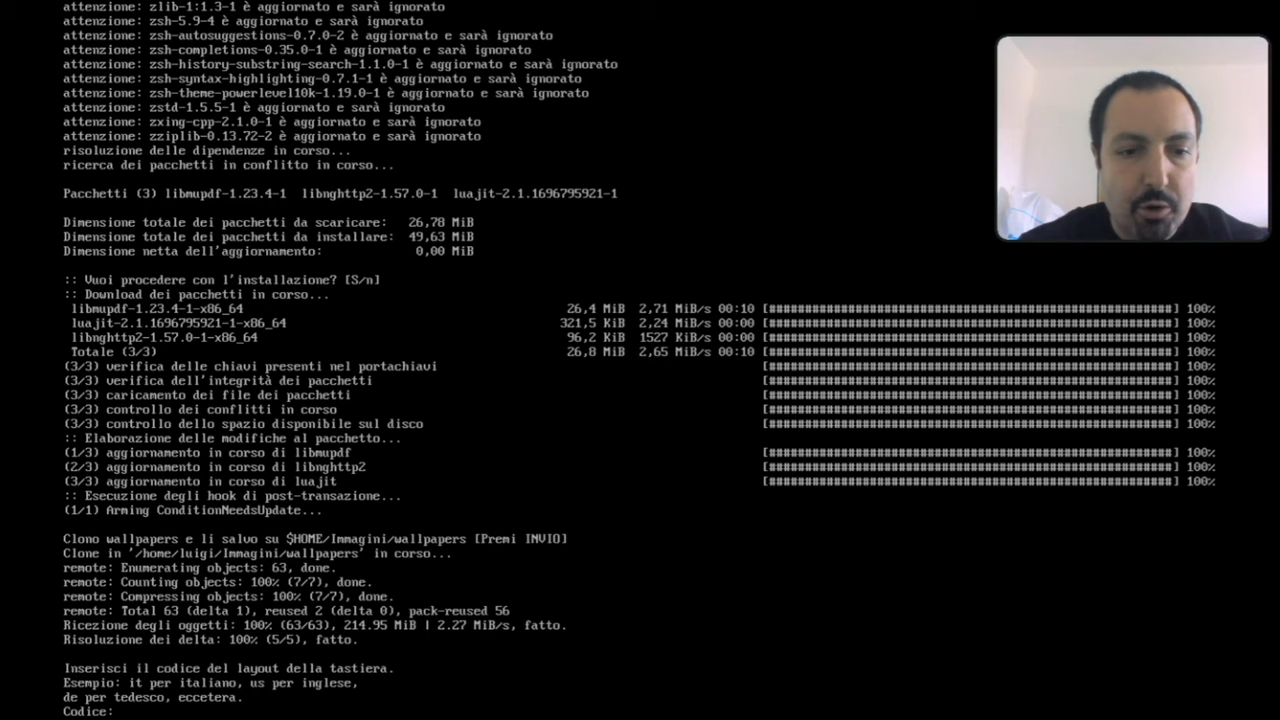 attenzione: zlib-1:1.3-1 è aggiornato e sarà ignorato
attenzione: zsh-5.9-4 è aggiornato e sarà ignorato
attenzione: zsh-autosuggestions-0.7.0-2 è aggiornato e sarà ignorato
attenzione: zsh-completions-0.35.0-1 è aggiornato e sarà ignorato
attenzione: zsh-history-substring-search-1.1.0-1 è aggiornato e sarà ignorato
attenzione: zsh-syntax-highlighting-0.7.1-1 è aggiornato e sarà ignorato
attenzione: zsh-theme-powerlevel10k-1.19.0-1 è aggiornato e sarà ignorato
attenzione: zstd-1.5.5-1 è aggiornato e sarà ignorato
attenzione: zxing-cpp-2.1.0-1 è aggiornato e sarà ignorato
attenzione: zziplib-0.13.72-2 è aggiornato e sarà ignorato
risoluzione delle dipendenze in corso...
ricerca dei pacchetti in conflitto in corso...
Pacchetti (3) libmupdf-1.23.4-1  libnghttp2-1.57.0-1  luajit-2.1.1696795921-1
Dimensione totale dei pacchetti da scaricare:   26,78 MiB
Dimensione totale dei pacchetti da installare:  49,63 MiB
Dimensione netta dell'aggiornamento:             0,00 MiB
:: Vuoi procedere con l'installazione? [S/n]
:: Download dei pacchetti in corso...
libmupdf-1.23.4-1-x86_64 26,4 MiB 2,71 MiB/s 00:10 [########################################################] 100%
luajit-2.1.1696795921-1-x86_64 321,5 KiB 2,24 MiB/s 00:00 [########################################################] 100%
libnghttp2-1.57.0-1-x86_64 96,2 KiB 1527 KiB/s 00:00 [########################################################] 100%
Totale (3/3) 26,8 MiB 2,65 MiB/s 00:10 [########################################################] 100%
(3/3) verifica delle chiavi presenti nel portachiavi [########################################################] 100%
(3/3) verifica dell'integrità dei pacchetti [########################################################] 100%
(3/3) caricamento dei file dei pacchetti [########################################################] 100%
(3/3) controllo dei conflitti in corso [########################################################] 100%
(3/3) controllo dello spazio disponibile sul disco [########################################################] 100%
:: Elaborazione delle modifiche al pacchetto...
(1/3) aggiornamento in corso di libmupdf [########################################################] 100%
(2/3) aggiornamento in corso di libnghttp2 [########################################################] 100%
(3/3) aggiornamento in corso di luajit [########################################################] 100%
:: Esecuzione degli hook di post-transazione...
(1/1) Arming ConditionNeedsUpdate...
Clono wallpapers e li salvo su $HOME/Immagini/wallpapers [Premi INVIO]
Clone in '/home/luigi/Immagini/wallpapers' in corso...
remote: Enumerating objects: 63, done.
remote: Counting objects: 100% (7/7), done.
remote: Compressing objects: 100% (7/7), done.
remote: Total 63 (delta 1), reused 2 (delta 0), pack-reused 56
Ricezione degli oggetti: 100% (63/63), 214.95 MiB | 2.27 MiB/s, fatto.
Risoluzione dei delta: 100% (5/5), fatto.
Inserisci il codice del layout della tastiera.
Esempio: it per italiano, us per inglese,
de per tedesco, eccetera.
Codice: